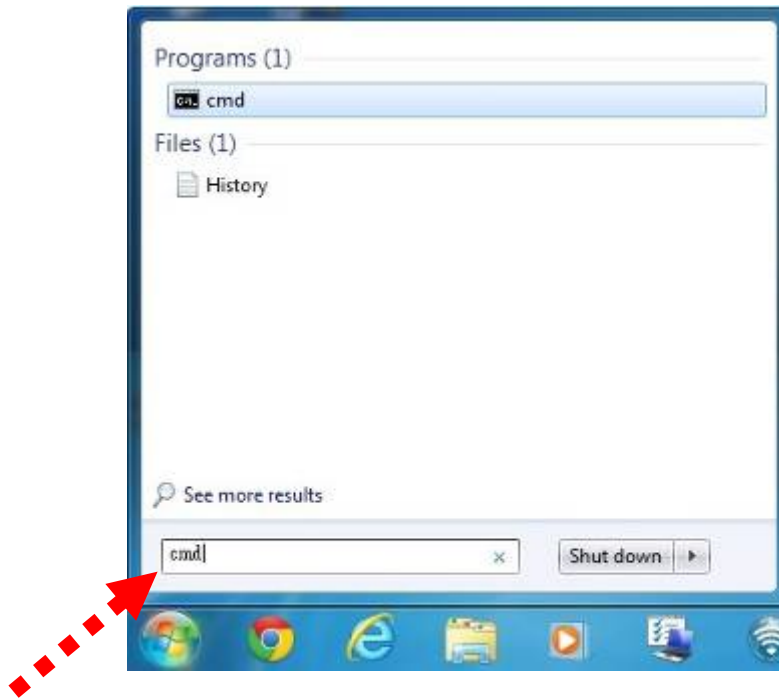 Programs (1)
cmd
Files (1)
History
See more results
cmd
Shut down